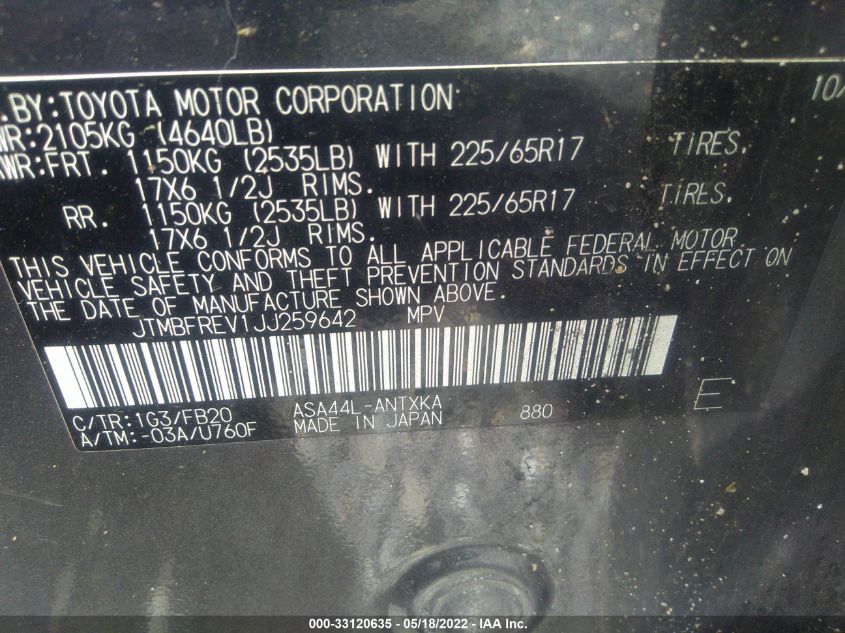 .BY:TOYOTA MOTOR CORPORATION 10/
WR:2105KG (4640LB)
WR:FRT. 1150KG (2535LB) WITH 225/65R17 TIRES.
17X6 1/2J RIMS.
RR. 1150KG (2535LB) WITH 225/65R17 TIRES.
17X6 1/2J RIMS.
THIS VEHICLE CONFORMS TO ALL APPLICABLE FEDERAL MOTOR
VEHICLE SAFETY AND THEFT PREVENTION STANDARDS IN EFFECT ON
THE DATE OF MANUFACTURE SHOWN ABOVE.
JTMBFREV1JJ259642 MPV
C/TR:1G3/FB20 ASA44L-ANTXKA 880 E
A/TM:-03A/U760F MADE IN JAPAN
000-33120635 - 05/18/2022 - IAA Inc.